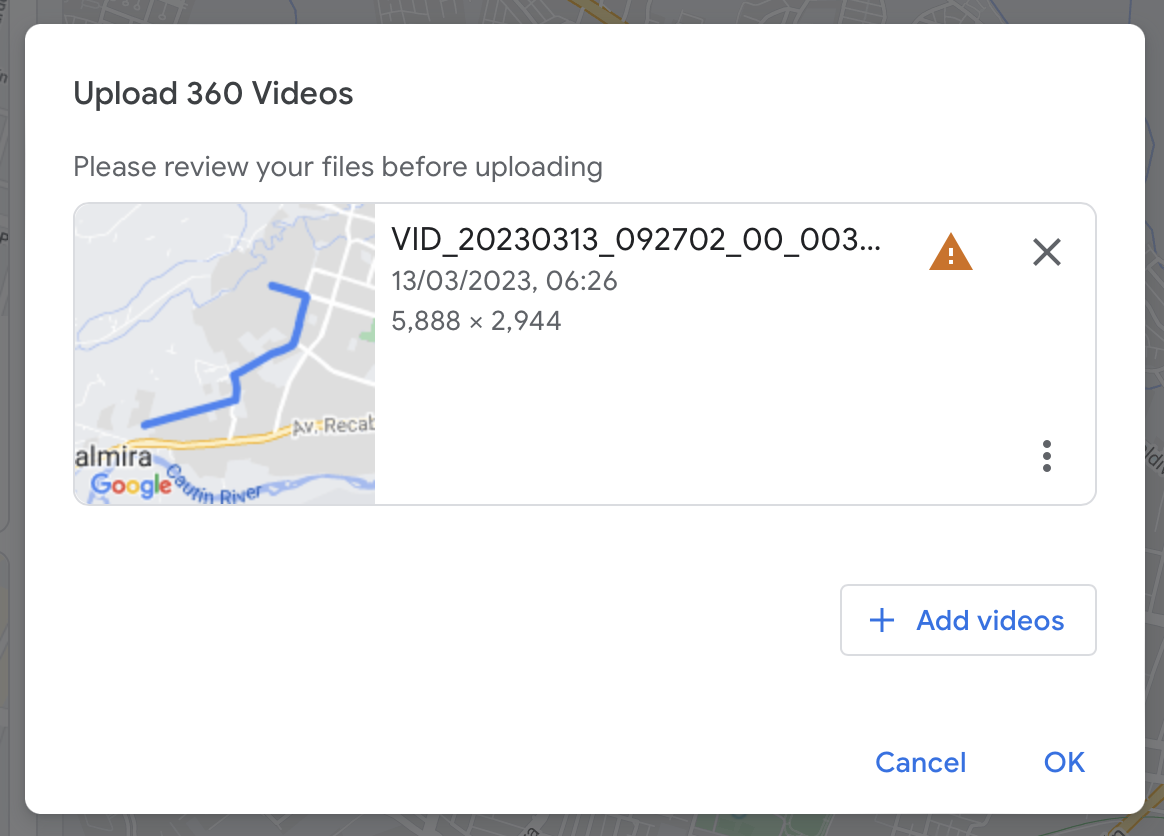 Upload 360 Videos
Please review your files before uploading
VID_20230313_092702_00_003...
13/03/2023, 06:26
5,888 × 2,944
Av. Recab
almira
Google
Cautín River
+ Add videos
Cancel
OK